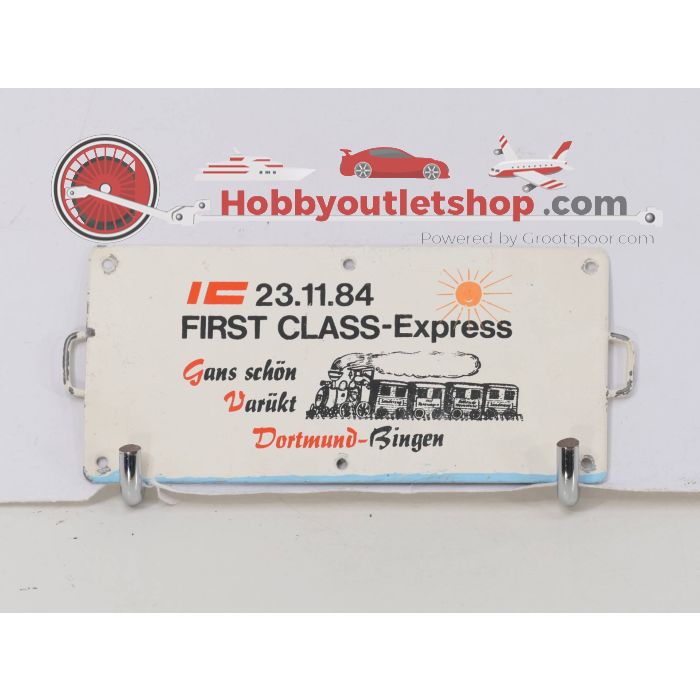 Hobbyoutletshop.com
Powered by Grootspoor.com
IC 23.11.84
FIRST CLASS-Express
Gans schön
Varükt
Dortmund-Bingen